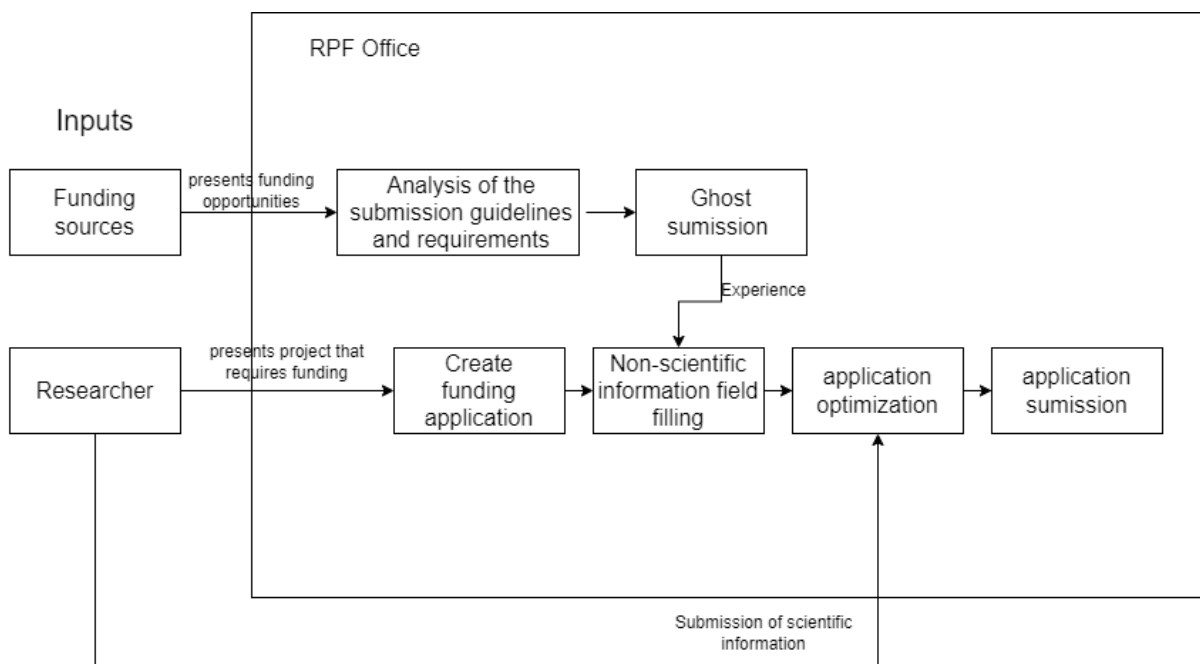 RPF Office
Inputs
Funding
sources
presents funding
opportunities
Analysis of the
submission guidelines
and requirements
Ghost
sumission
Experience
Researcher
presents project that
requires funding
Create
funding
application
Non-scientific
information field
filling
application
optimization
application
sumission
Submission of scientific
information